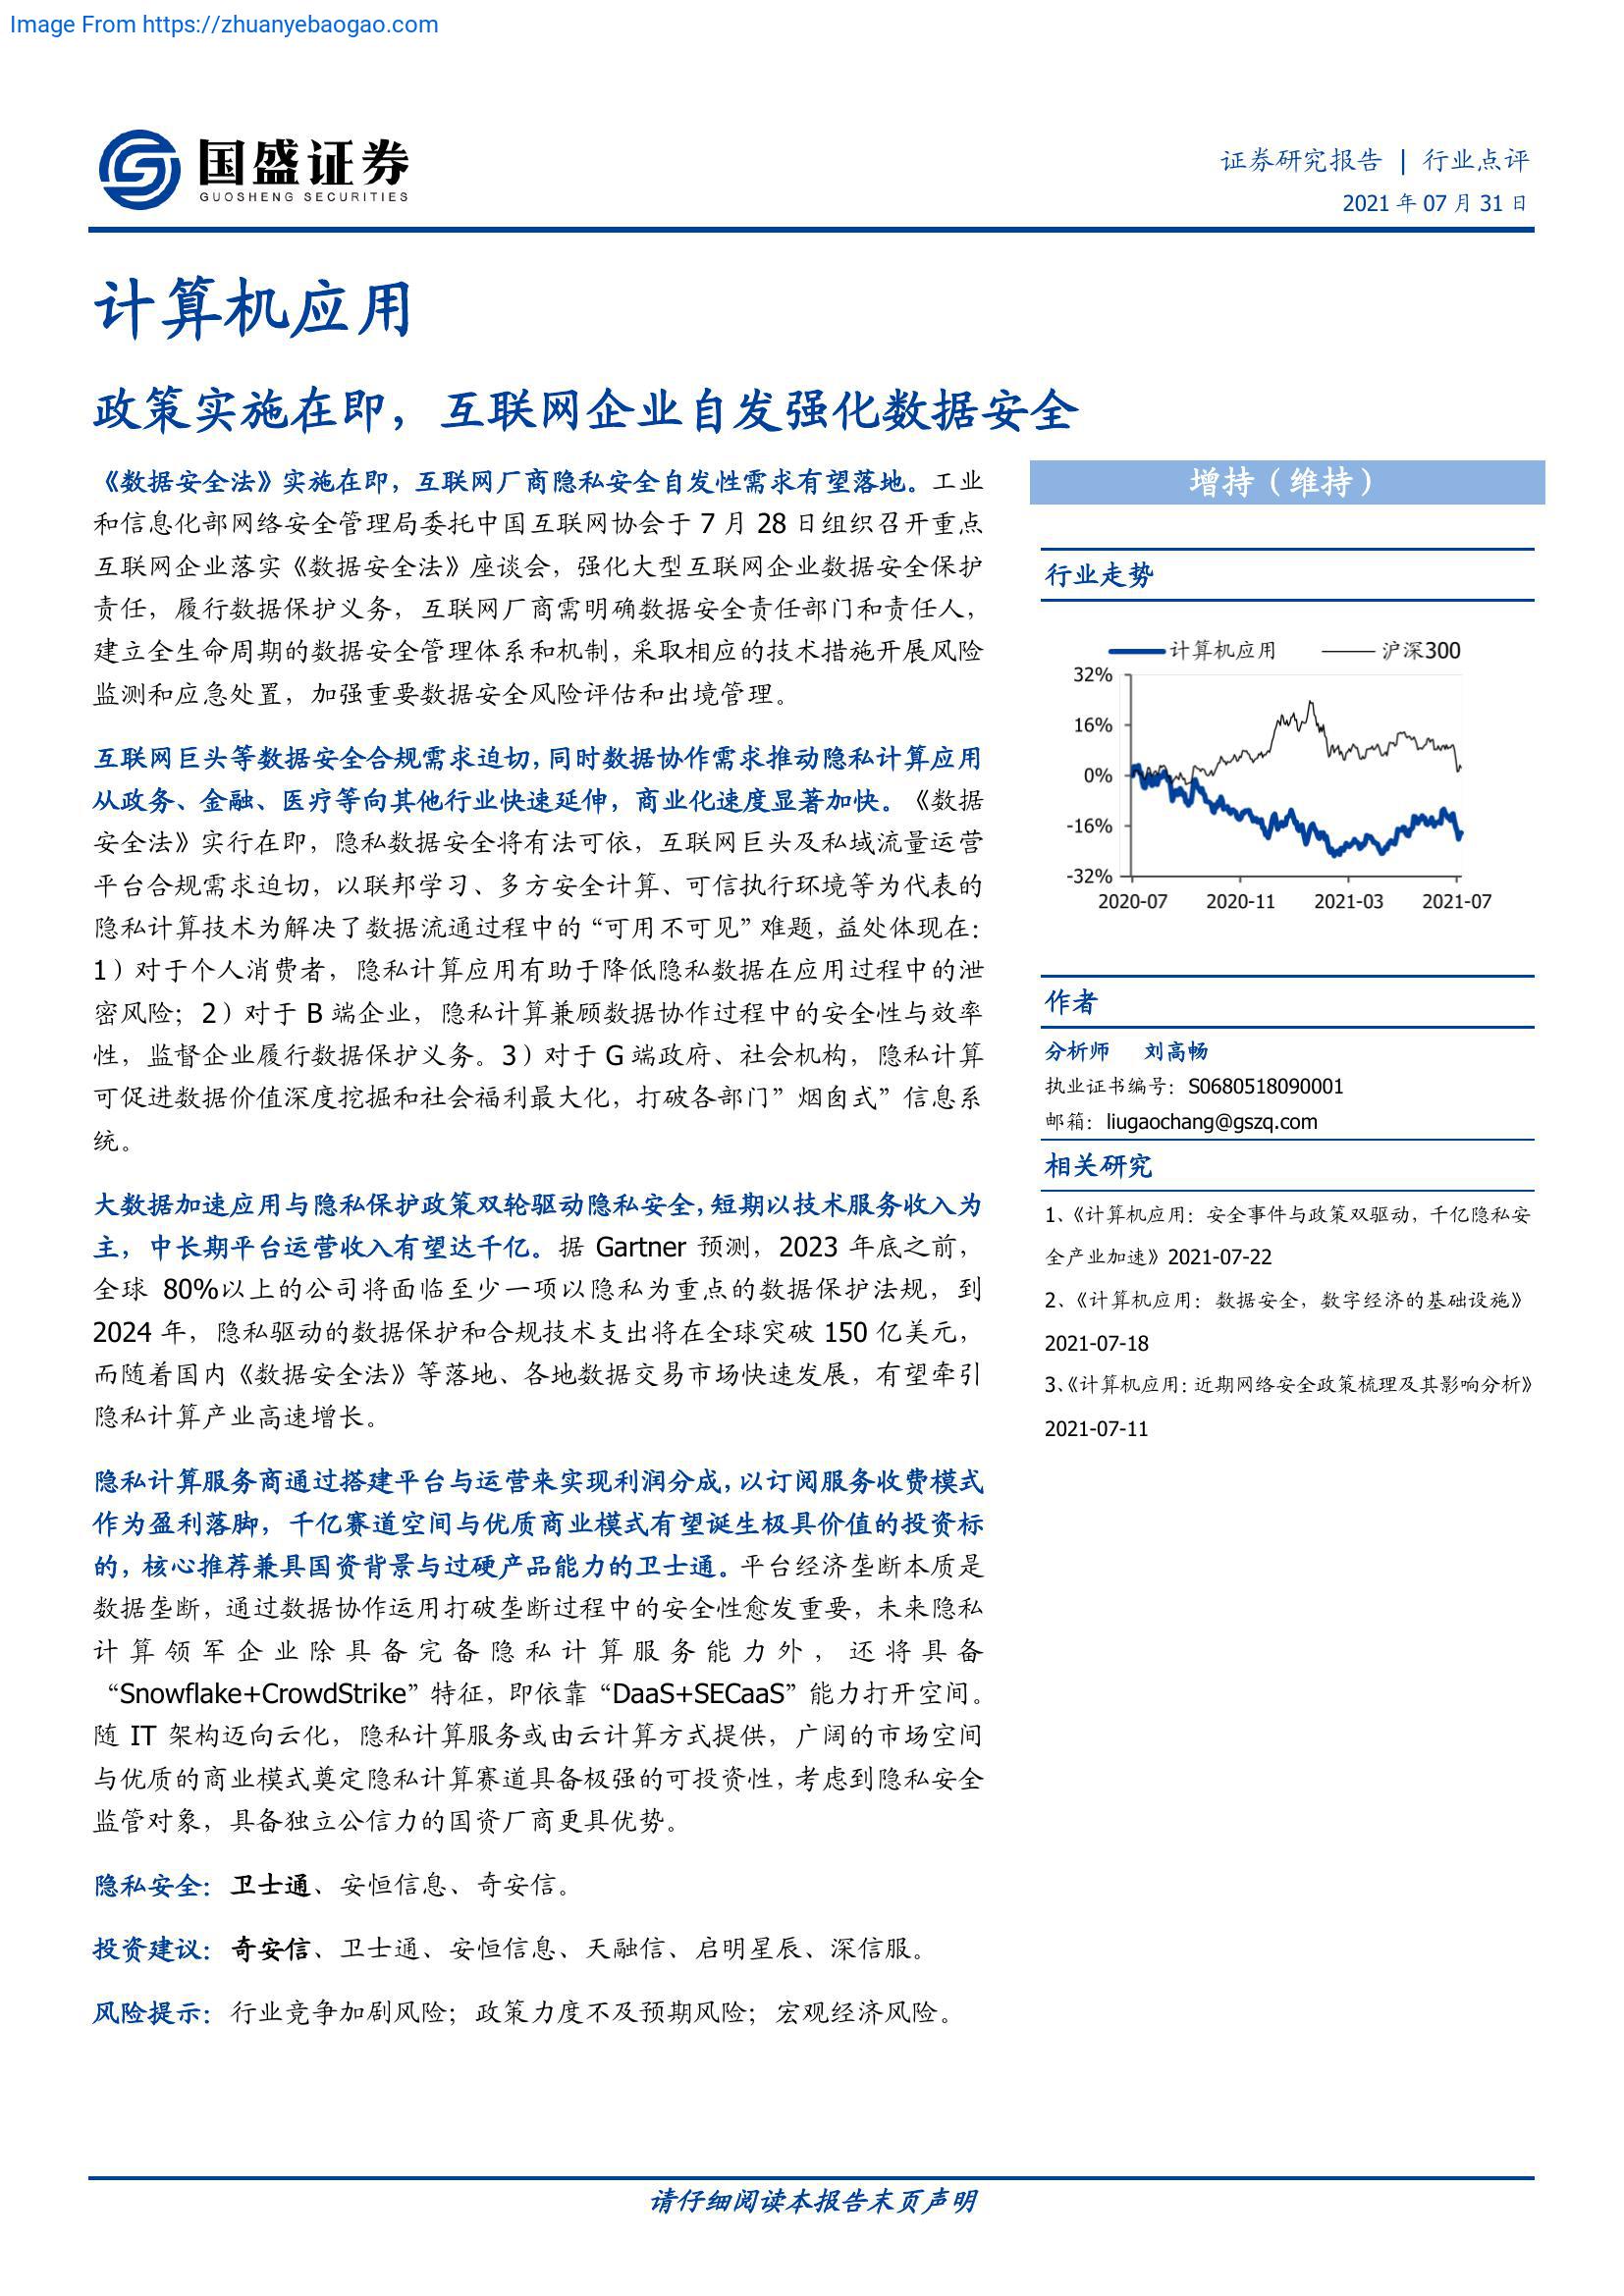 Image From https://zhuanyebaogao.com
国盛证券
GUOSHENG SECURITIES
证券研究报告 | 行业点评
2021 年 07 月 31 日
计算机应用
政策实施在即，互联网企业自发强化数据安全
《数据安全法》实施在即，互联网厂商隐私安全自发性需求有望落地。工业
和信息化部网络安全管理局委托中国互联网协会于 7 月 28 日组织召开重点
互联网企业落实《数据安全法》座谈会，强化大型互联网企业数据安全保护
责任，履行数据保护义务，互联网厂商需明确数据安全责任部门和责任人，
建立全生命周期的数据安全管理体系和机制，采取相应的技术措施开展风险
监测和应急处置，加强重要数据安全风险评估和出境管理。
互联网巨头等数据安全合规需求迫切，同时数据协作需求推动隐私计算应用
从政务、金融、医疗等向其他行业快速延伸，商业化速度显著加快。《数据
安全法》实行在即，隐私数据安全将有法可依，互联网巨头及私域流量运营
平台合规需求迫切，以联邦学习、多方安全计算、可信执行环境等为代表的
隐私计算技术为解决了数据流通过程中的“可用不可见”难题，益处体现在：
1）对于个人消费者，隐私计算应用有助于降低隐私数据在应用过程中的泄
密风险；2）对于 B 端企业，隐私计算兼顾数据协作过程中的安全性与效率
性，监督企业履行数据保护义务。3）对于 G 端政府、社会机构，隐私计算
可促进数据价值深度挖掘和社会福利最大化，打破各部门”烟囱式”信息系
统。
大数据加速应用与隐私保护政策双轮驱动隐私安全，短期以技术服务收入为
主，中长期平台运营收入有望达千亿。据 Gartner 预测，2023 年底之前，
全球 80%以上的公司将面临至少一项以隐私为重点的数据保护法规，到
2024 年，隐私驱动的数据保护和合规技术支出将在全球突破 150 亿美元，
而随着国内《数据安全法》等落地、各地数据交易市场快速发展，有望牵引
隐私计算产业高速增长。
隐私计算服务商通过搭建平台与运营来实现利润分成，以订阅服务收费模式
作为盈利落脚，千亿赛道空间与优质商业模式有望诞生极具价值的投资标
的，核心推荐兼具国资背景与过硬产品能力的卫士通。平台经济垄断本质是
数据垄断，通过数据协作运用打破垄断过程中的安全性愈发重要，未来隐私
计算领军企业除具备完备隐私计算服务能力外，还将具备
“Snowflake+CrowdStrike”特征，即依靠“DaaS+SECaaS”能力打开空间。
随 IT 架构迈向云化，隐私计算服务或由云计算方式提供，广阔的市场空间
与优质的商业模式奠定隐私计算赛道具备极强的可投资性，考虑到隐私安全
监管对象，具备独立公信力的国资厂商更具优势。
隐私安全：卫士通、安恒信息、奇安信。
投资建议：奇安信、卫士通、安恒信息、天融信、启明星辰、深信服。
风险提示：行业竞争加剧风险；政策力度不及预期风险；宏观经济风险。
增持（维持）
行业走势
计算机应用 沪深300
32%
16%
0%
-16%
-32%
2020-07 2020-11 2021-03 2021-07
作者
分析师 刘高畅
执业证书编号：S0680518090001
邮箱：liugaochang@gszq.com
相关研究
1、《计算机应用：安全事件与政策双驱动，千亿隐私安
全产业加速》2021-07-22
2、《计算机应用：数据安全，数字经济的基础设施》
2021-07-18
3、《计算机应用：近期网络安全政策梳理及其影响分析》
2021-07-11
请仔细阅读本报告末页声明